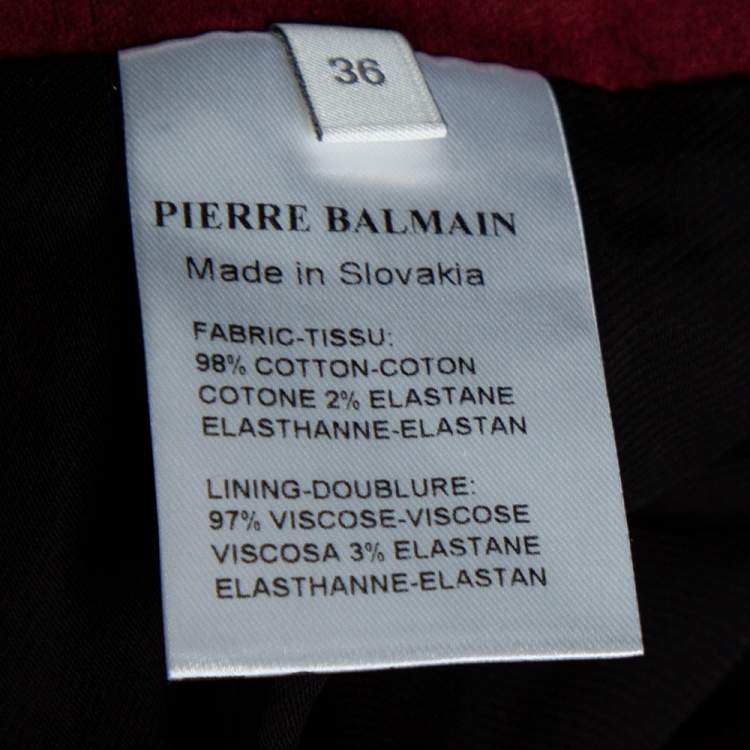 36
PIERRE BALMAIN
Made in Slovakia
FABRIC-TISSU:
98% COTTON-COTON
COTONE 2% ELASTANE
ELASTHANNE-ELASTAN
LINING-DOUBLURE:
97% VISCOSE-VISCOSE
VISCOSA 3% ELASTANE
ELASTHANNE-ELASTAN